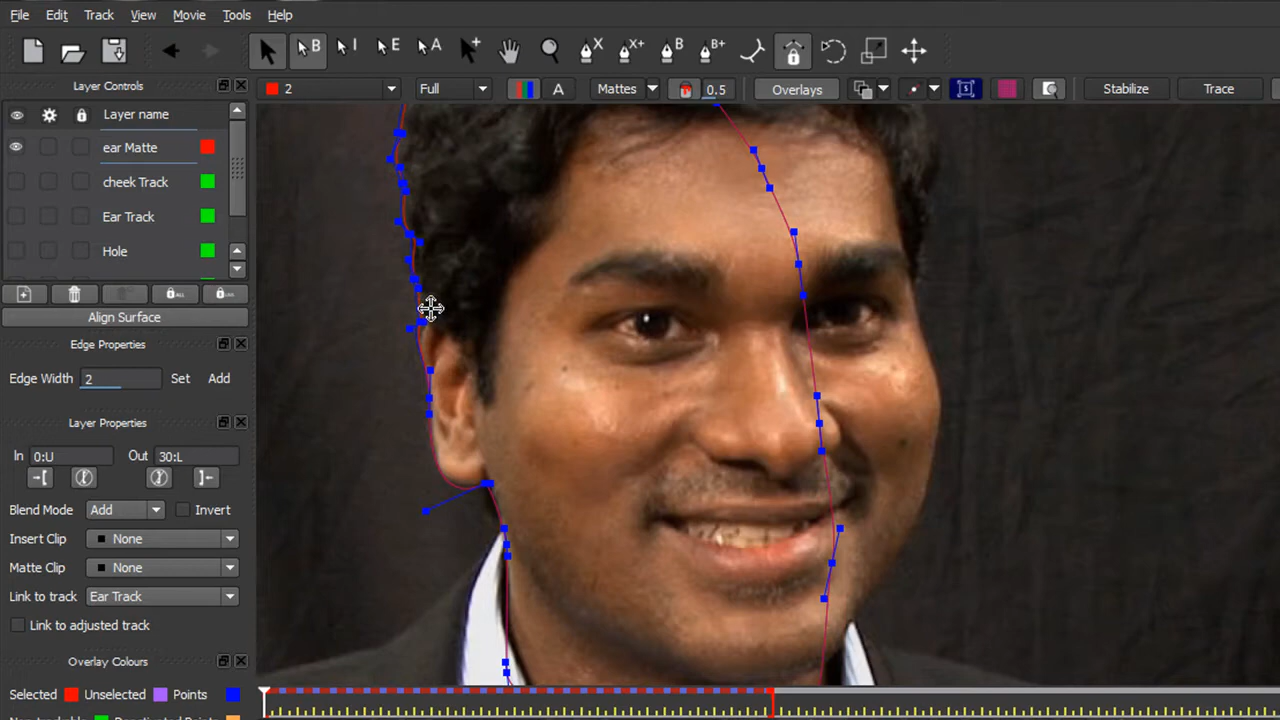 File Edit Track View Movie Tools Help
B I E A X X+ B B+
Layer Controls
2 Full A Mattes 0.5 Overlays S Stabilize Trace
Layer name
ear Matte
cheek Track
Ear Track
Hole
ALL
Align Surface
Edge Properties
Edge Width 2 Set Add
Layer Properties
In 0:U Out 30:L
Blend Mode Add Invert
Insert Clip None
Matte Clip None
Link to track Ear Track
Link to adjusted track
Overlay Colours
Selected Unselected Points